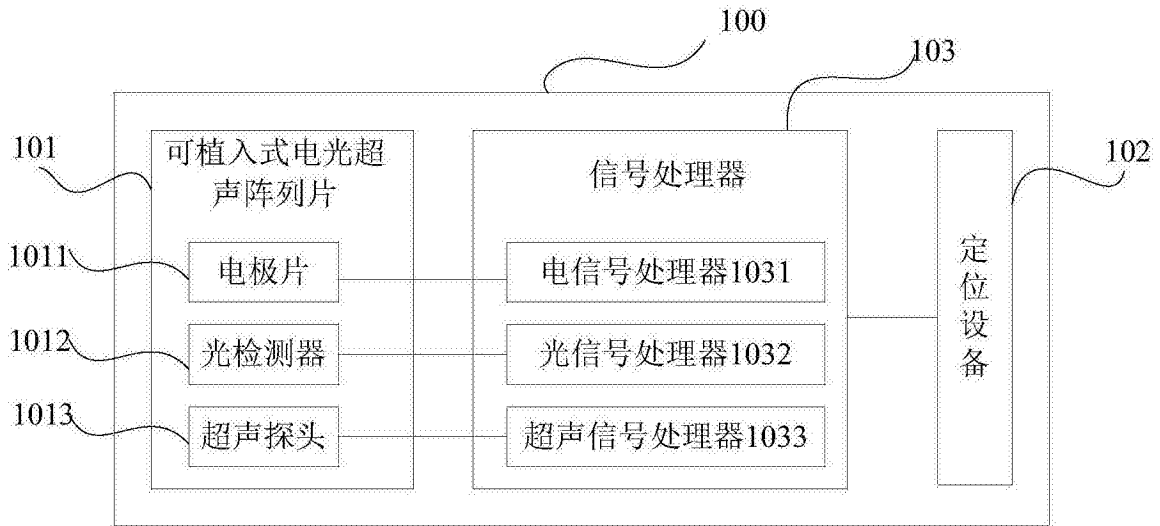 100
103
101
可植入式电光超
声阵列片
信号处理器
102
1011
电极片
电信号处理器1031
定位设备
1012
光检测器
光信号处理器1032
1013
超声探头
超声信号处理器1033